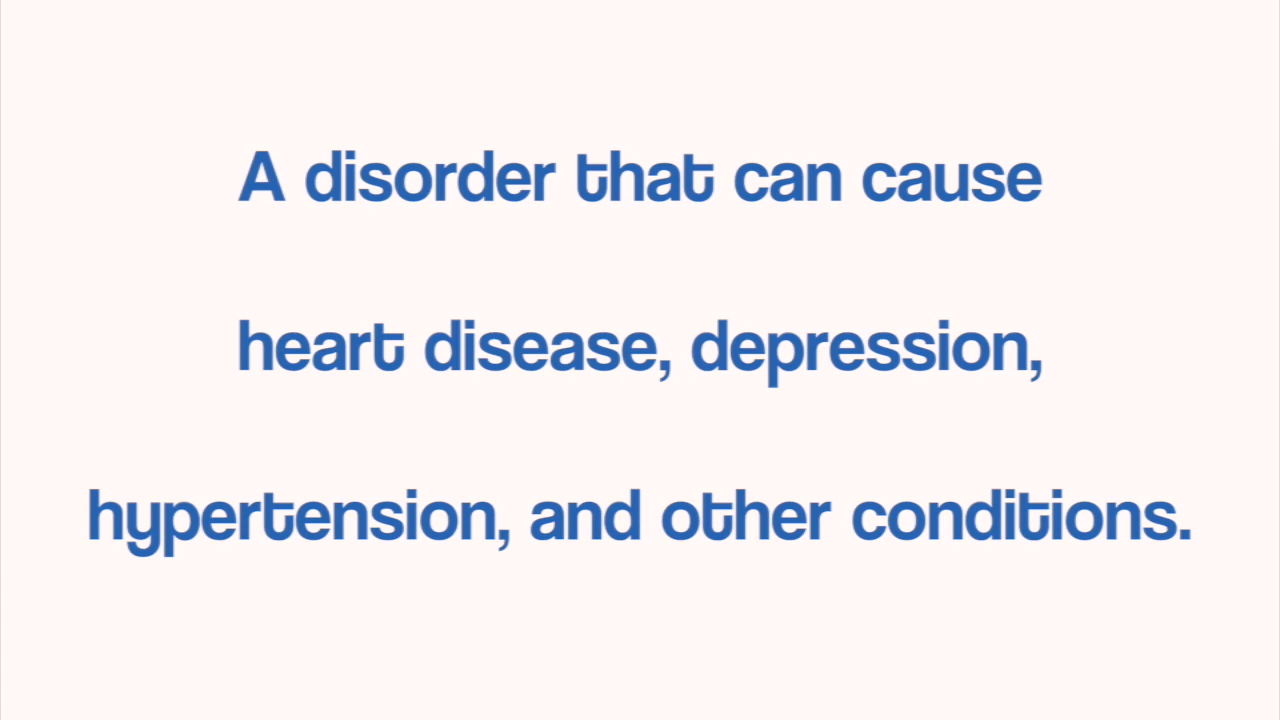 A disorder that can cause
heart disease, depression,
hypertension, and other conditions.